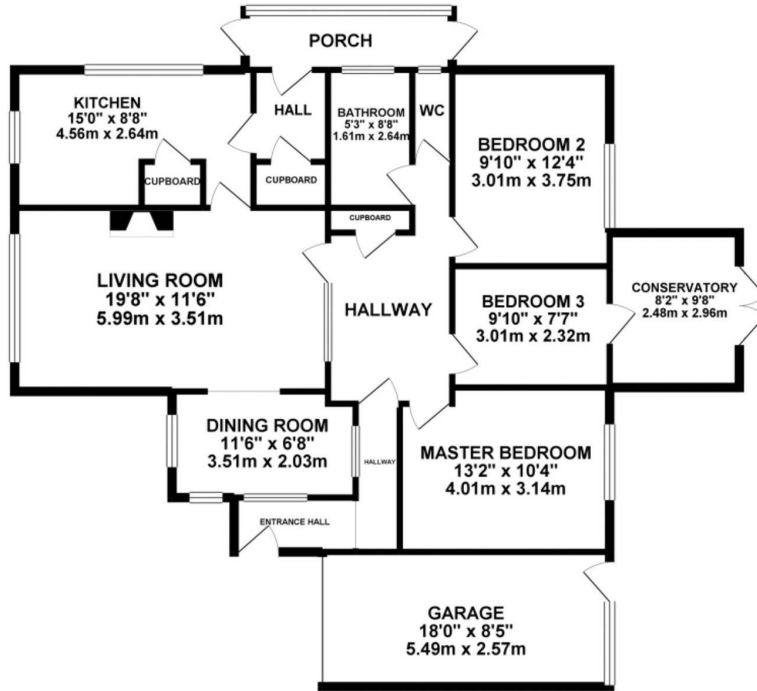 PORCH
KITCHEN
15'0" x 8'8"
4.56m x 2.64m
HALL
BATHROOM
5'3" x 8'8"
1.61m x 2.64m
WC
BEDROOM 2
9'10" x 12'4"
3.01m x 3.75m
CUPBOARD
CUPBOARD
CUPBOARD
LIVING ROOM
19'8" x 11'6"
5.99m x 3.51m
HALLWAY
BEDROOM 3
9'10" x 7'7"
3.01m x 2.32m
CONSERVATORY
8'2" x 9'8"
2.48m x 2.96m
DINING ROOM
11'6" x 6'8"
3.51m x 2.03m
HALLWAY
MASTER BEDROOM
13'2" x 10'4"
4.01m x 3.14m
ENTRANCE HALL
GARAGE
18'0" x 8'5"
5.49m x 2.57m